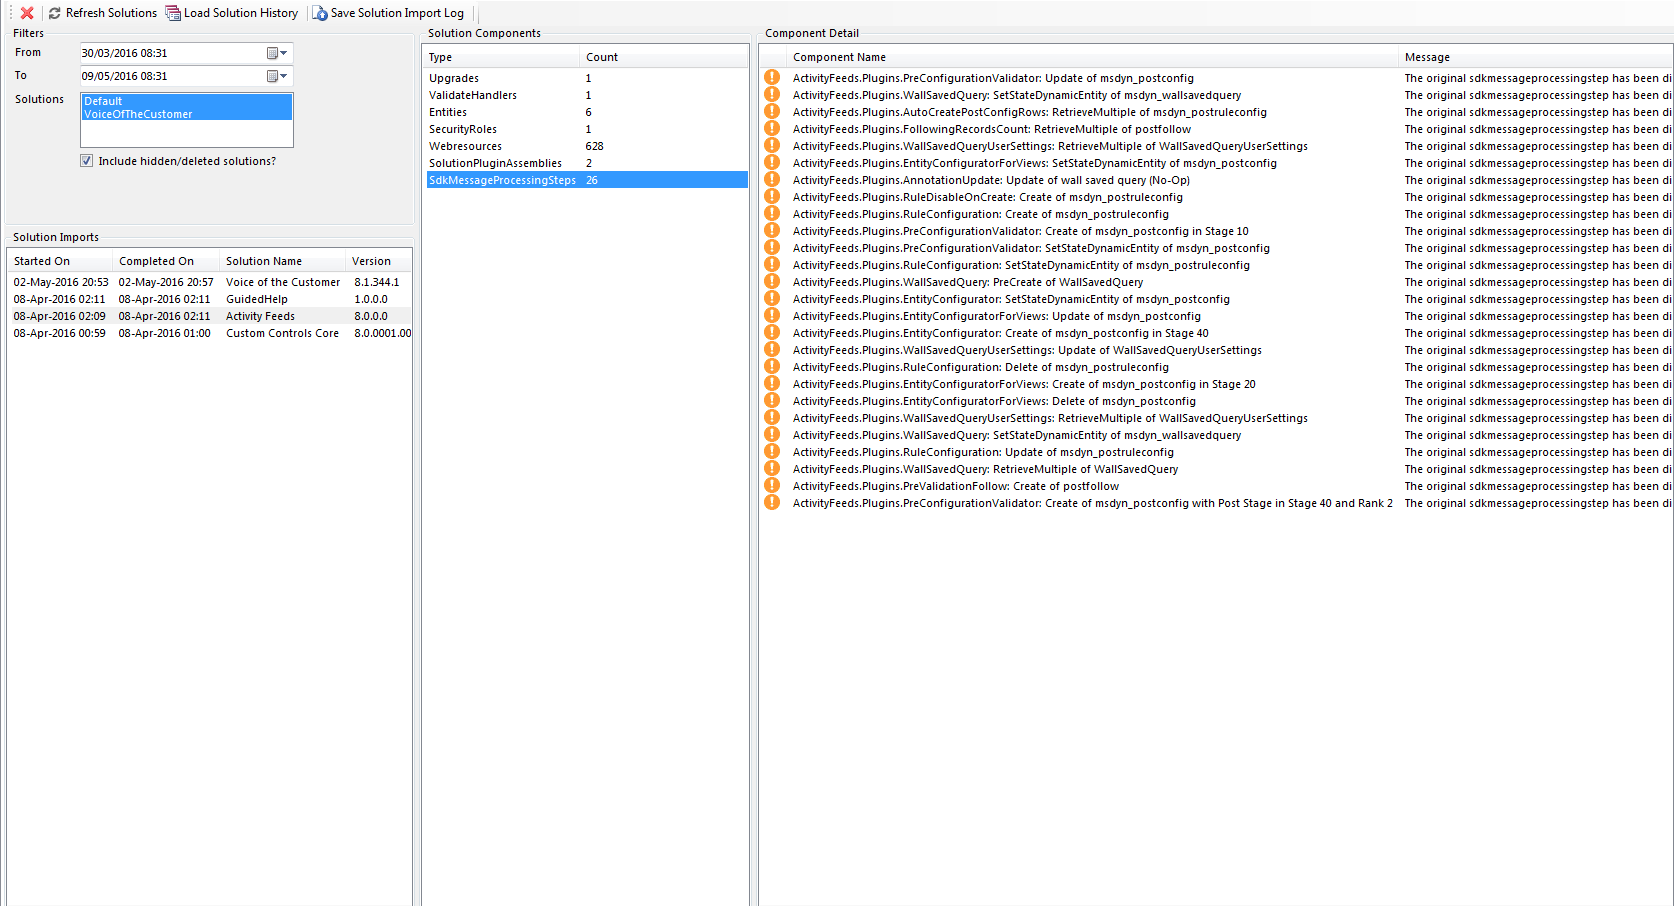 Refresh Solutions Load Solution History Save Solution Import Log
Filters
From 30/03/2016 08:31
To 09/05/2016 08:31
Solutions Default
VoiceOfTheCustomer
Include hidden/deleted solutions?
Solution Imports
Started On Completed On Solution Name Version
02-May-2016 20:53 02-May-2016 20:57 Voice of the Customer 8.1.344.1
08-Apr-2016 02:11 08-Apr-2016 02:11 GuidedHelp 1.0.0.0
08-Apr-2016 02:09 08-Apr-2016 02:11 Activity Feeds 8.0.0.0
08-Apr-2016 00:59 08-Apr-2016 01:00 Custom Controls Core 8.0.0001.00
Solution Components
Type Count
Upgrades 1
ValidateHandlers 1
Entities 6
SecurityRoles 1
Webresources 628
SolutionPluginAssemblies 2
SdkMessageProcessingSteps 26
Component Detail
Component Name Message
ActivityFeeds.Plugins.PreConfigurationValidator: Update of msdyn_postconfig The original sdkmessageprocessingstep has been di
ActivityFeeds.Plugins.WallSavedQuery: SetStateDynamicEntity of msdyn_wallsavedquery The original sdkmessageprocessingstep has been di
ActivityFeeds.Plugins.AutoCreatePostConfigRows: RetrieveMultiple of msdyn_postruleconfig The original sdkmessageprocessingstep has been di
ActivityFeeds.Plugins.FollowingRecordsCount: RetrieveMultiple of postfollow The original sdkmessageprocessingstep has been di
ActivityFeeds.Plugins.WallSavedQueryUserSettings: RetrieveMultiple of WallSavedQueryUserSettings The original sdkmessageprocessingstep has been di
ActivityFeeds.Plugins.EntityConfiguratorForViews: SetStateDynamicEntity of msdyn_postconfig The original sdkmessageprocessingstep has been di
ActivityFeeds.Plugins.AnnotationUpdate: Update of wall saved query (No-Op) The original sdkmessageprocessingstep has been di
ActivityFeeds.Plugins.RuleDisableOnCreate: Create of msdyn_postruleconfig The original sdkmessageprocessingstep has been di
ActivityFeeds.Plugins.RuleConfiguration: Create of msdyn_postruleconfig The original sdkmessageprocessingstep has been di
ActivityFeeds.Plugins.PreConfigurationValidator: Create of msdyn_postconfig in Stage 10 The original sdkmessageprocessingstep has been di
ActivityFeeds.Plugins.PreConfigurationValidator: SetStateDynamicEntity of msdyn_postconfig The original sdkmessageprocessingstep has been di
ActivityFeeds.Plugins.RuleConfiguration: SetStateDynamicEntity of msdyn_postruleconfig The original sdkmessageprocessingstep has been di
ActivityFeeds.Plugins.WallSavedQuery: PreCreate of WallSavedQuery The original sdkmessageprocessingstep has been di
ActivityFeeds.Plugins.EntityConfigurator: SetStateDynamicEntity of msdyn_postconfig The original sdkmessageprocessingstep has been di
ActivityFeeds.Plugins.EntityConfiguratorForViews: Update of msdyn_postconfig The original sdkmessageprocessingstep has been di
ActivityFeeds.Plugins.EntityConfigurator: Create of msdyn_postconfig in Stage 40 The original sdkmessageprocessingstep has been di
ActivityFeeds.Plugins.WallSavedQueryUserSettings: Update of WallSavedQueryUserSettings The original sdkmessageprocessingstep has been di
ActivityFeeds.Plugins.RuleConfiguration: Delete of msdyn_postruleconfig The original sdkmessageprocessingstep has been di
ActivityFeeds.Plugins.EntityConfiguratorForViews: Create of msdyn_postconfig in Stage 20 The original sdkmessageprocessingstep has been di
ActivityFeeds.Plugins.EntityConfiguratorForViews: Delete of msdyn_postconfig The original sdkmessageprocessingstep has been di
ActivityFeeds.Plugins.WallSavedQueryUserSettings: RetrieveMultiple of WallSavedQueryUserSettings The original sdkmessageprocessingstep has been di
ActivityFeeds.Plugins.WallSavedQuery: SetStateDynamicEntity of msdyn_wallsavedquery The original sdkmessageprocessingstep has been di
ActivityFeeds.Plugins.RuleConfiguration: Update of msdyn_postruleconfig The original sdkmessageprocessingstep has been di
ActivityFeeds.Plugins.WallSavedQuery: RetrieveMultiple of WallSavedQuery The original sdkmessageprocessingstep has been di
ActivityFeeds.Plugins.PreValidationFollow: Create of postfollow The original sdkmessageprocessingstep has been di
ActivityFeeds.Plugins.PreConfigurationValidator: Create of msdyn_postconfig with Post Stage in Stage 40 and Rank 2 The original sdkmessageprocessingstep has been di